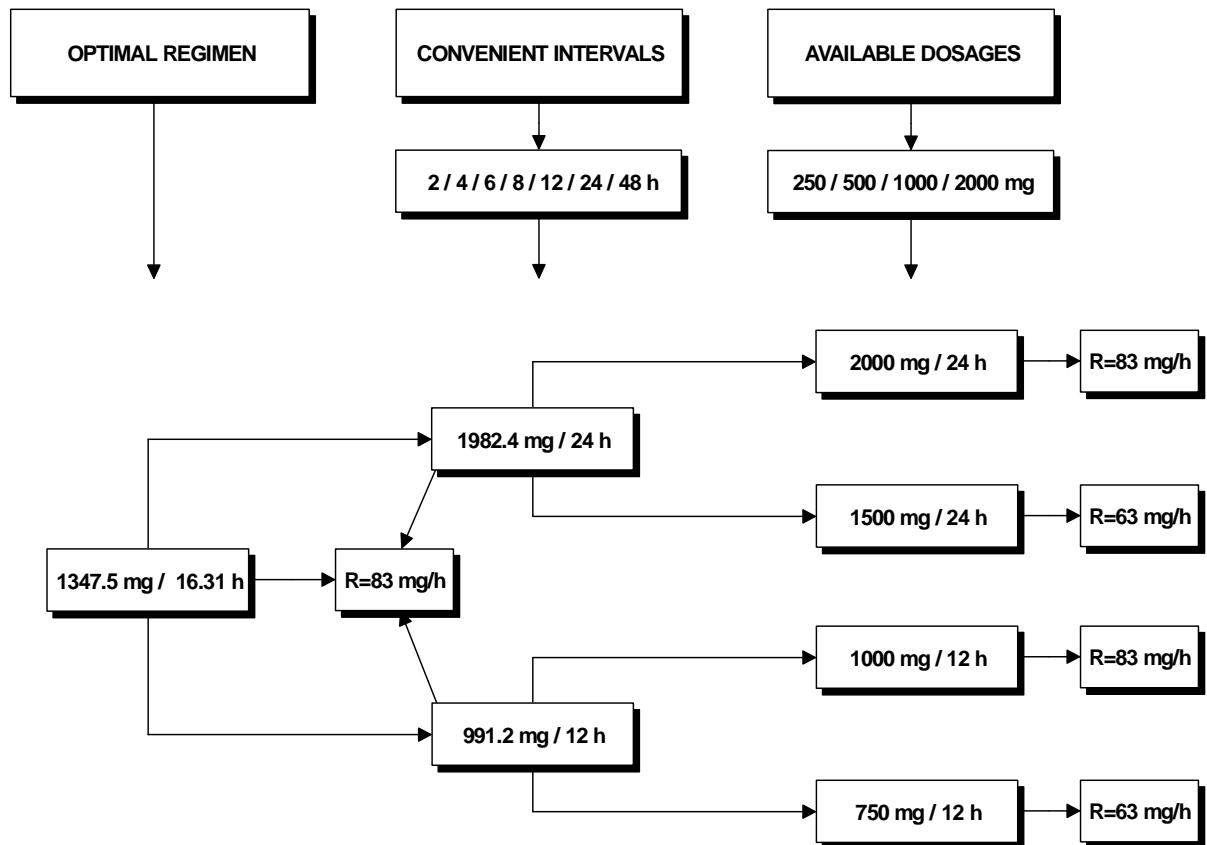 OPTIMAL REGIMEN
CONVENIENT INTERVALS
AVAILABLE DOSAGES
2 / 4 / 6 / 8 / 12 / 24 / 48 h
250 / 500 / 1000 / 2000 mg
2000 mg / 24 h
R=83 mg/h
1982.4 mg / 24 h
1500 mg / 24 h
R=63 mg/h
1347.5 mg / 16.31 h
R=83 mg/h
1000 mg / 12 h
R=83 mg/h
991.2 mg / 12 h
750 mg / 12 h
R=63 mg/h